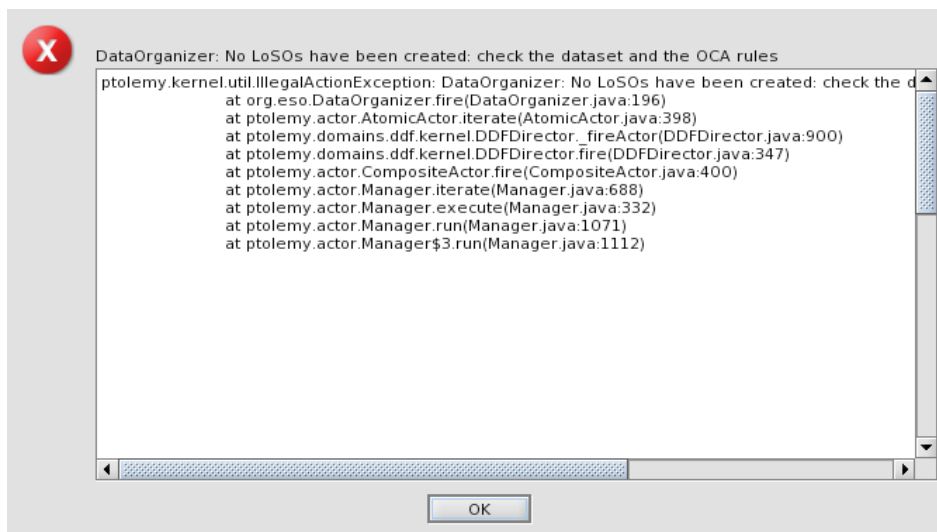 X
DataOrganizer: No LoSOs have been created: check the dataset and the OCA rules
ptolemy.kernel.util.IllegalActionException: DataOrganizer: No LoSOs have been created: check the d
at org.eso.DataOrganizer.fire(DataOrganizer.java:196)
at ptolemy.actor.AtomicActor.iterate(AtomicActor.java:398)
at ptolemy.domains.ddf.kernel.DDFDirector._fireActor(DDFDirector.java:900)
at ptolemy.domains.ddf.kernel.DDFDirector.fire(DDFDirector.java:347)
at ptolemy.actor.CompositeActor.fire(CompositeActor.java:400)
at ptolemy.actor.Manager.iterate(Manager.java:688)
at ptolemy.actor.Manager.execute(Manager.java:332)
at ptolemy.actor.Manager.run(Manager.java:1071)
at ptolemy.actor.Manager$3.run(Manager.java:1112)
OK